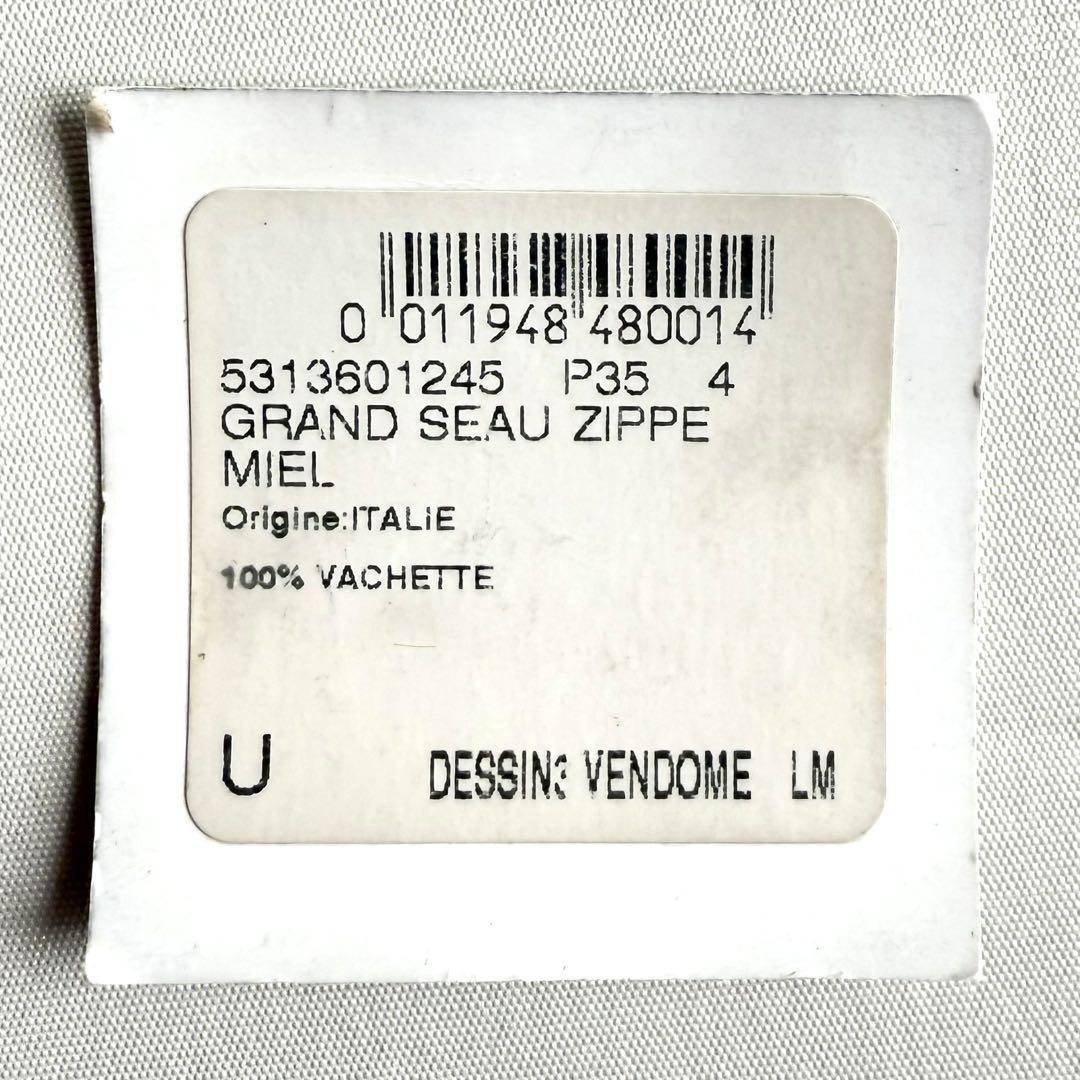 0 011948 480014
5313601245 P35 4
GRAND SEAU ZIPPE
MIEL
Origine:ITALIE
100% VACHETTE
U DESSIN3 VENDOME LM